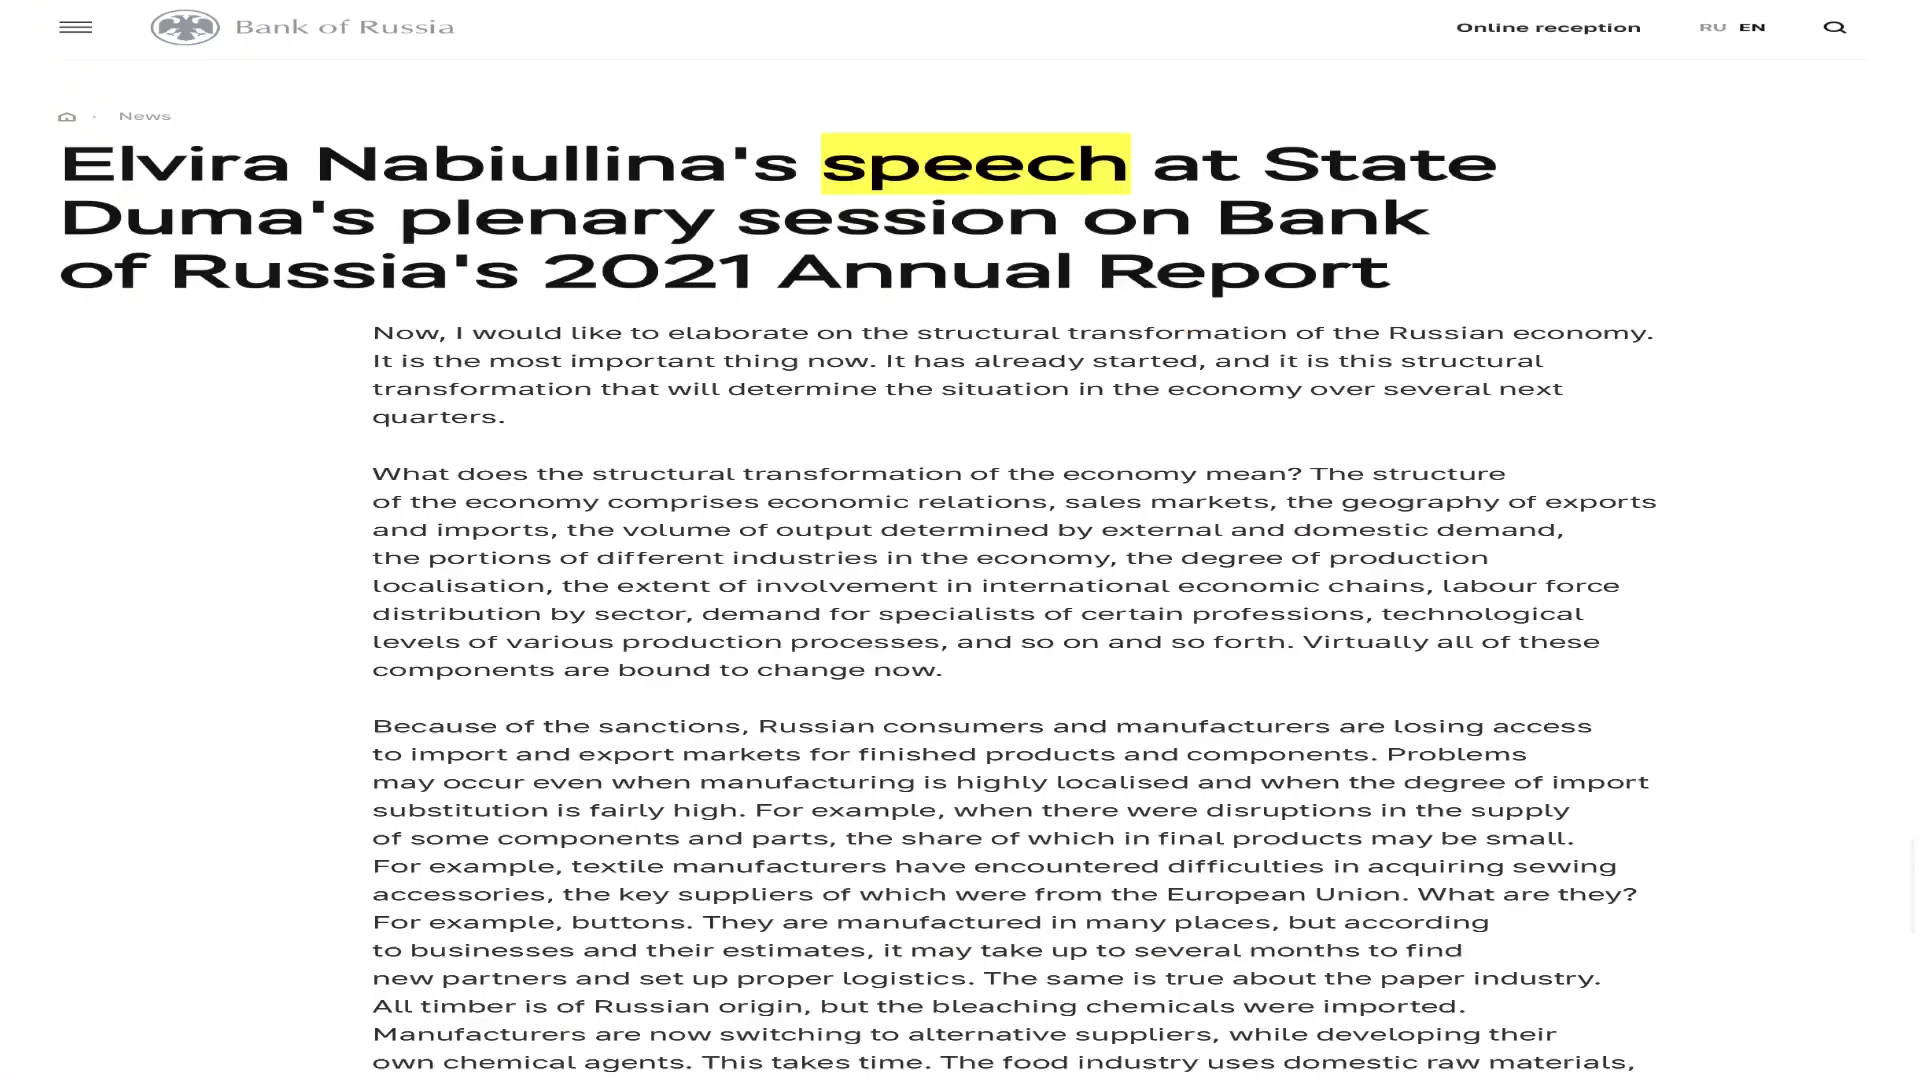 Bank of Russia
Online reception
RU EN
News
Elvira Nabiullina's speech at State
Duma's plenary session on Bank
of Russia's 2021 Annual Report
Now, I would like to elaborate on the structural transformation of the Russian economy.
It is the most important thing now. It has already started, and it is this structural
transformation that will determine the situation in the economy over several next
quarters.
What does the structural transformation of the economy mean? The structure
of the economy comprises economic relations, sales markets, the geography of exports
and imports, the volume of output determined by external and domestic demand,
the portions of different industries in the economy, the degree of production
localisation, the extent of involvement in international economic chains, labour force
distribution by sector, demand for specialists of certain professions, technological
levels of various production processes, and so on and so forth. Virtually all of these
components are bound to change now.
Because of the sanctions, Russian consumers and manufacturers are losing access
to import and export markets for finished products and components. Problems
may occur even when manufacturing is highly localised and when the degree of import
substitution is fairly high. For example, when there were disruptions in the supply
of some components and parts, the share of which in final products may be small.
For example, textile manufacturers have encountered difficulties in acquiring sewing
accessories, the key suppliers of which were from the European Union. What are they?
For example, buttons. They are manufactured in many places, but according
to businesses and their estimates, it may take up to several months to find
new partners and set up proper logistics. The same is true about the paper industry.
All timber is of Russian origin, but the bleaching chemicals were imported.
Manufacturers are now switching to alternative suppliers, while developing their
own chemical agents. This takes time. The food industry uses domestic raw materials,